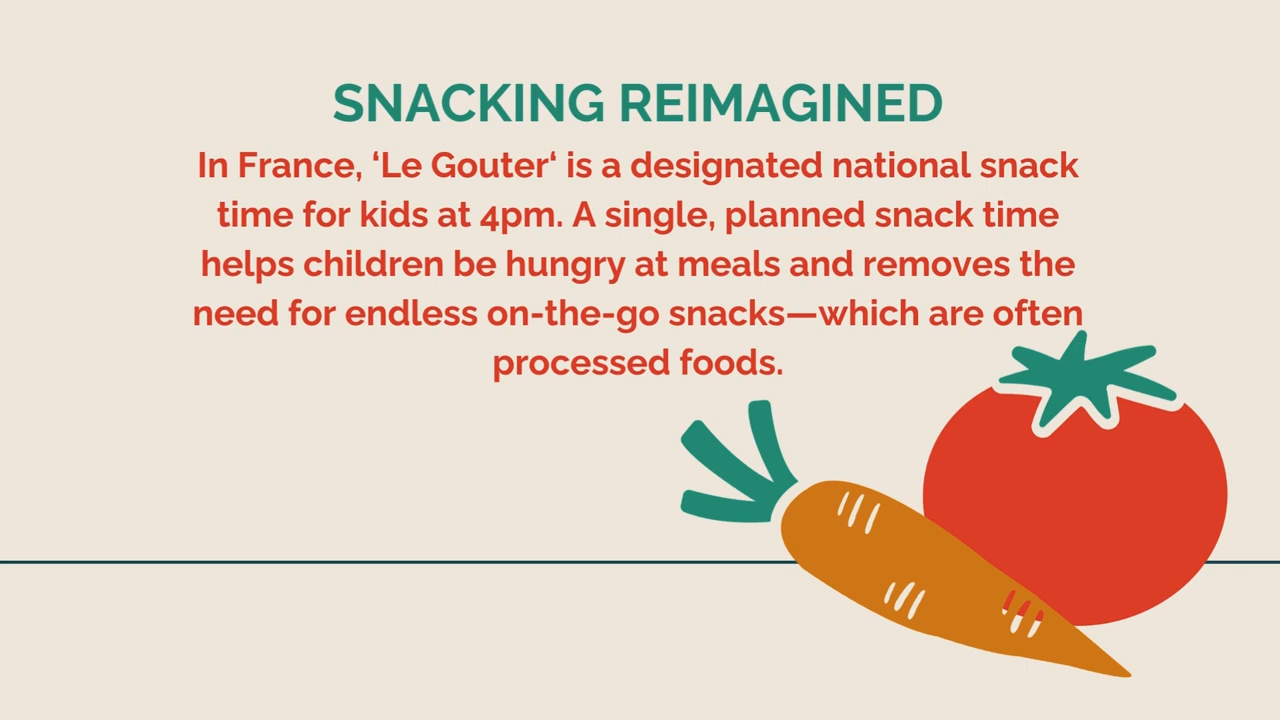 SNACKING REIMAGINED
In France, ‘Le Gouter‘ is a designated national snack
time for kids at 4pm. A single, planned snack time
helps children be hungry at meals and removes the
need for endless on-the-go snacks—which are often
processed foods.